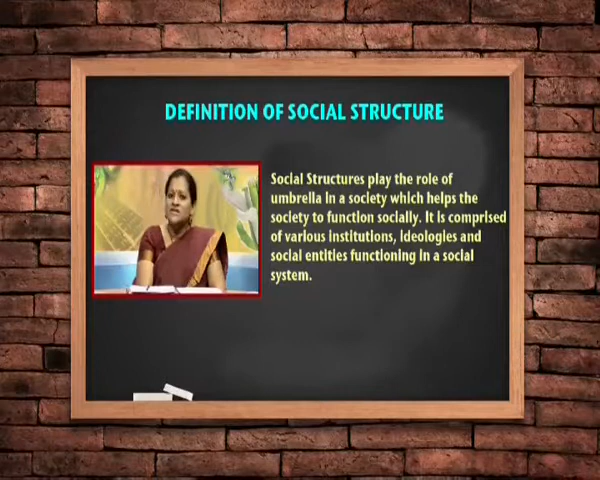 DEFINITION OF SOCIAL STRUCTURE
Social Structures play the role of
umbrella in a society which helps the
society to function socially. It is comprised
of various institutions, ideologies and
social entities functioning in a social
system.